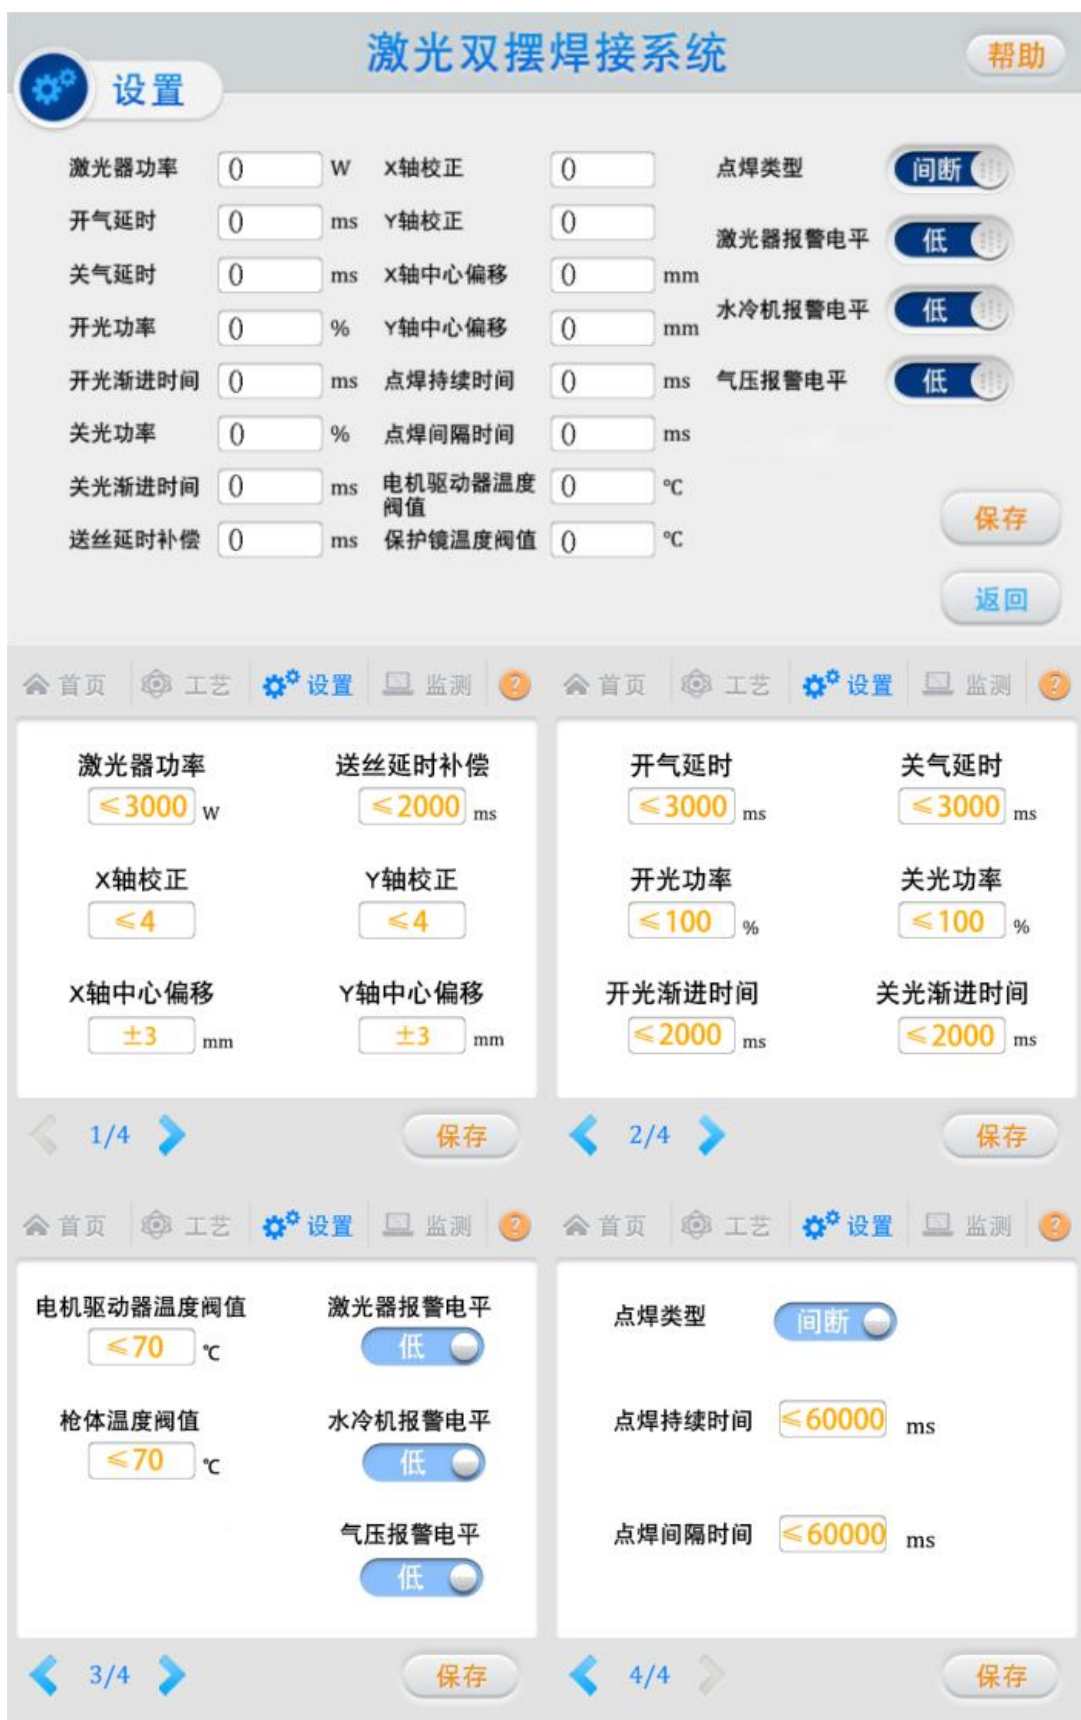 激光双摆焊接系统
帮助
设置
激光器功率 0 W X轴校正 0 点焊类型 间断
开气延时 0 ms Y轴校正 0 激光器报警电平 低
关气延时 0 ms X轴中心偏移 0 mm 水冷机报警电平 低
开光功率 0 % Y轴中心偏移 0 mm
开光渐进时间 0 ms 点焊持续时间 0 ms 气压报警电平 低
关光功率 0 % 点焊间隔时间 0 ms
关光渐进时间 0 ms 电机驱动器温度 0 ℃
阀值
送丝延时补偿 0 ms 保护镜温度阀值 0 ℃
保存
返回
首页 工艺 设置 监测 ?
激光器功率 送丝延时补偿
≤3000 W ≤2000 ms
X轴校正 Y轴校正
≤4 ≤4
X轴中心偏移 Y轴中心偏移
±3 mm ±3 mm
1/4 保存
首页 工艺 设置 监测 ?
开气延时 关气延时
≤3000 ms ≤3000 ms
开光功率 关光功率
≤100 % ≤100 %
开光渐进时间 关光渐进时间
≤2000 ms ≤2000 ms
2/4 保存
首页 工艺 设置 监测 ?
电机驱动器温度阀值 激光器报警电平
≤70 ℃ 低
枪体温度阀值 水冷机报警电平
≤70 ℃ 低
气压报警电平
低
3/4 保存
首页 工艺 设置 监测 ?
点焊类型 间断
点焊持续时间 ≤60000 ms
点焊间隔时间 ≤60000 ms
4/4 保存